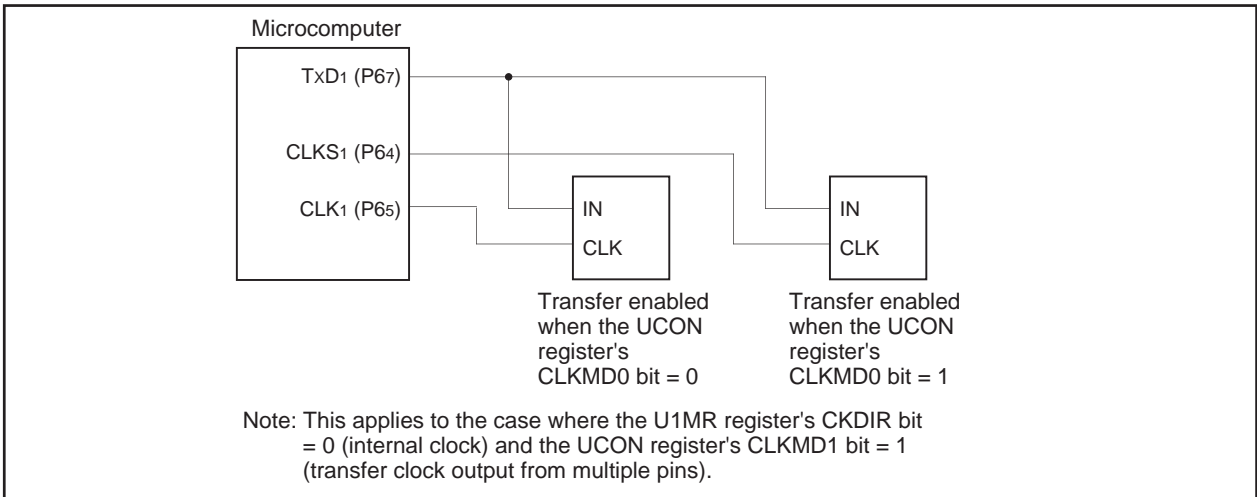 Microcomputer
TxD1 (P67)
CLKS1 (P64)
CLK1 (P65)
IN
CLK
IN
CLK
Transfer enabled
when the UCON
register's
CLKMD0 bit = 0
Transfer enabled
when the UCON
register's
CLKMD0 bit = 1
Note: This applies to the case where the U1MR register's CKDIR bit
= 0 (internal clock) and the UCON register's CLKMD1 bit = 1
(transfer clock output from multiple pins).